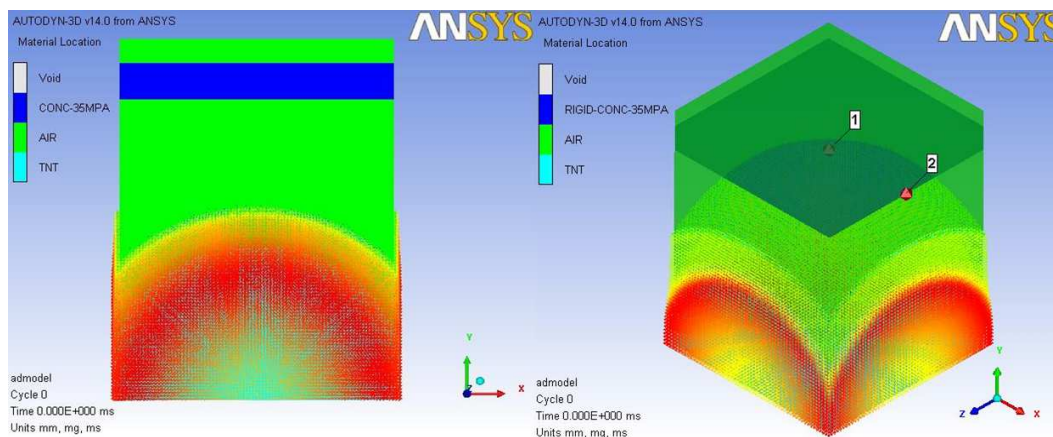 AUTODYN-3D v14.0 from ANSYS
Material Location
Void
CONC-35MPA
AIR
TNT
ANSYS
Y
Z
X
admodel
Cycle 0
Time 0.000E+000 ms
Units mm, mg, ms
AUTODYN-3D v14.0 from ANSYS
Material Location
Void
RIGID-CONC-35MPA
AIR
TNT
ANSYS
1
2
Y
Z
X
admodel
Cycle 0
Time 0.000E+000 ms
Units mm, mg, ms